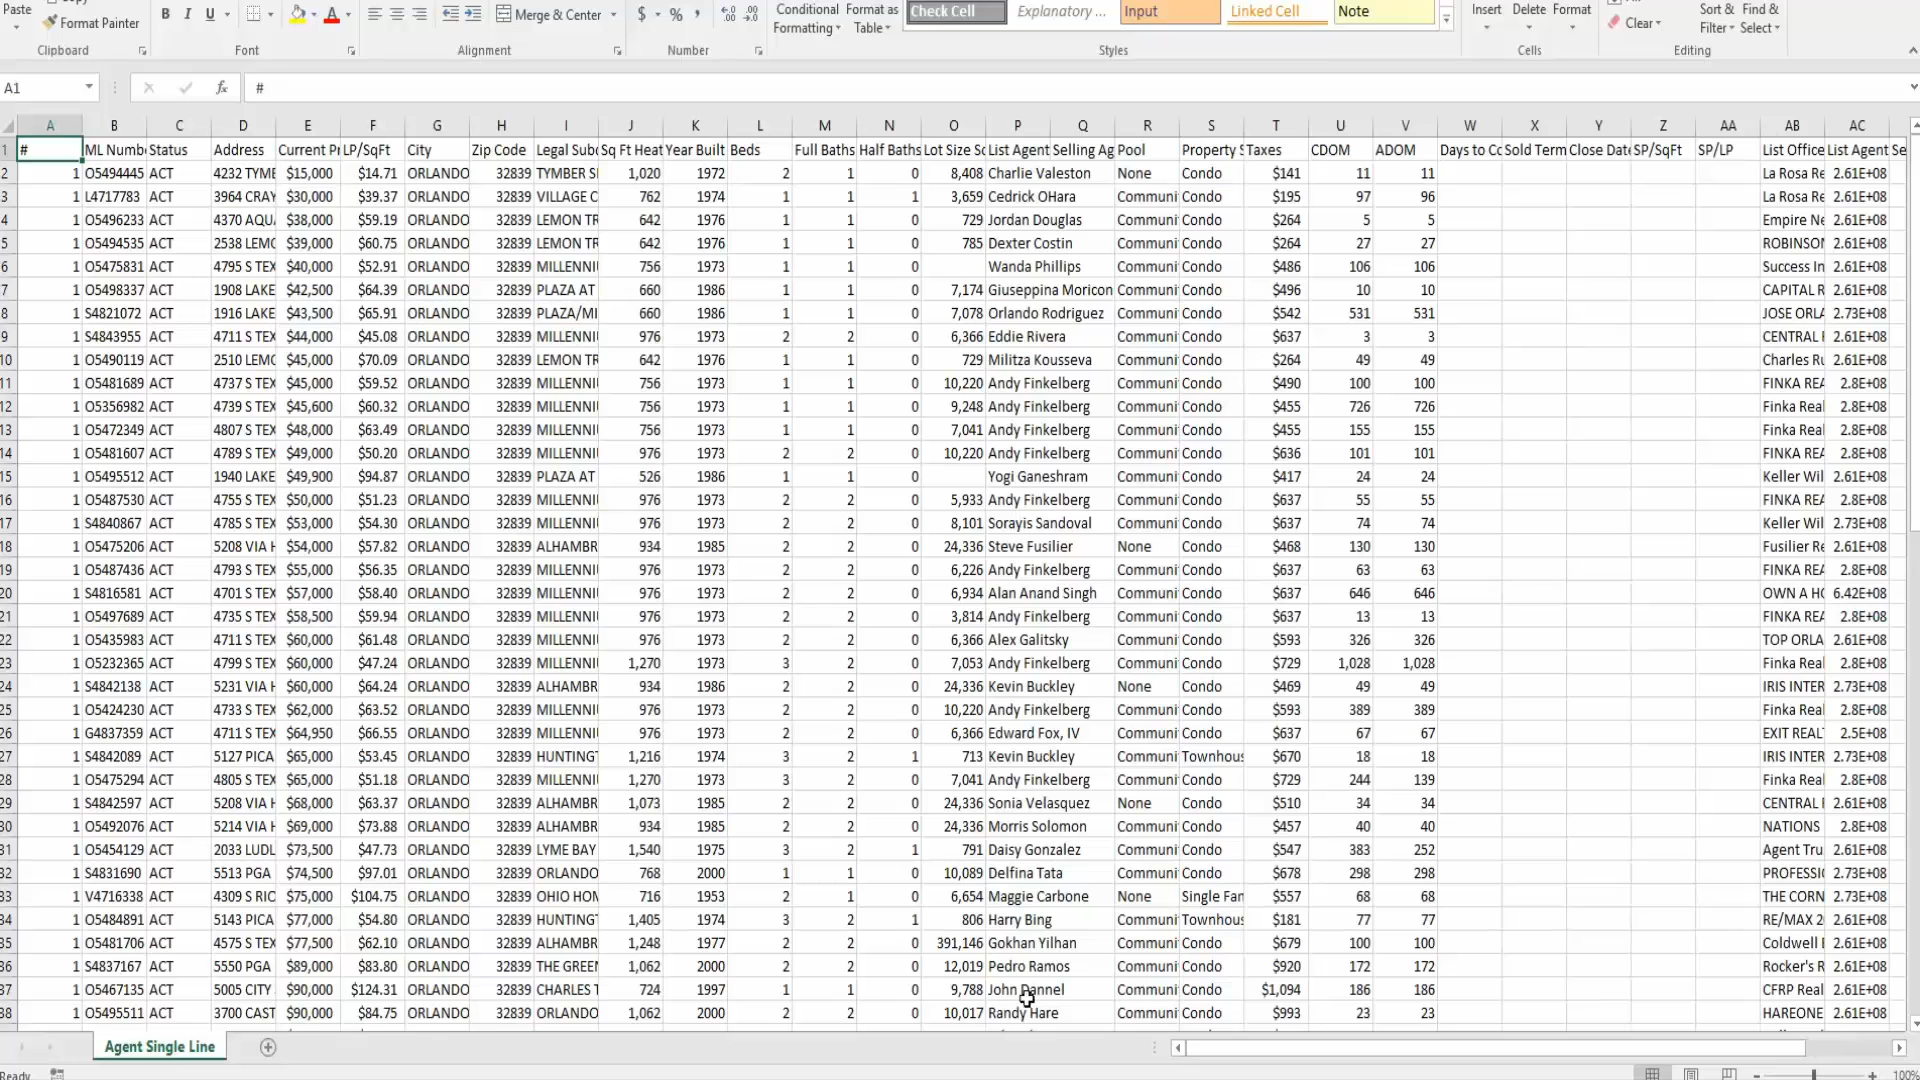 Paste Format Painter B I U A Merge & Center $ % , Conditional Formatting Format as Table Check Cell Explanatory ... Input Linked Cell Note Insert Delete Format Clear Sort & Filter Find & Select
Clipboard Font Alignment Number Styles Cells Editing
A1 fx #
A B C D E F G H I J K L M N O P Q R S T U V W X Y Z AA AB AC
1 # ML Numb Status Address Current Pr LP/SqFt City Zip Code Legal Subd Sq Ft Heat Year Built Beds Full Baths Half Baths Lot Size Sq List Agent Selling Ag Pool Property S Taxes CDOM ADOM Days to Co Sold Term Close Date SP/SqFt SP/LP List Office List Agent Se
2 1 O5494445 ACT 4232 TYME $15,000 $14.71 ORLANDO 32839 TYMBER S 1,020 1972 2 1 0 8,408 Charlie Valeston None Condo $141 11 11 La Rosa Re 2.61E+08
3 1 L4717783 ACT 3964 CRAY $30,000 $39.37 ORLANDO 32839 VILLAGE C 762 1974 1 1 1 3,659 Cedrick OHara Communi Condo $195 97 96 La Rosa Re 2.61E+08
4 1 O5496233 ACT 4370 AQUA $38,000 $59.19 ORLANDO 32839 LEMON TR 642 1976 1 1 0 729 Jordan Douglas Communi Condo $264 5 5 Empire Ne 2.61E+08
5 1 O5494535 ACT 2538 LEMO $39,000 $60.75 ORLANDO 32839 LEMON TR 642 1976 1 1 0 785 Dexter Costin Communi Condo $264 27 27 ROBINSON 2.61E+08
6 1 O5475831 ACT 4795 S TEX $40,000 $52.91 ORLANDO 32839 MILLENNI 756 1973 1 1 0 Wanda Phillips Communi Condo $486 106 106 Success In 2.61E+08
7 1 O5498337 ACT 1908 LAKE $42,500 $64.39 ORLANDO 32839 PLAZA AT 660 1986 1 1 0 7,174 Giuseppina Moricon Communi Condo $496 10 10 CAPITAL R 2.61E+08
8 1 S4821072 ACT 1916 LAKE $43,500 $65.91 ORLANDO 32839 PLAZA/MI 660 1986 1 1 0 7,078 Orlando Rodriguez Communi Condo $542 531 531 JOSE ORLA 2.73E+08
9 1 S4843955 ACT 4711 S TEX $44,000 $45.08 ORLANDO 32839 MILLENNI 976 1973 2 2 0 6,366 Eddie Rivera Communi Condo $637 3 3 CENTRAL F 2.61E+08
10 1 O5490119 ACT 2510 LEMO $45,000 $70.09 ORLANDO 32839 LEMON TR 642 1976 1 1 0 729 Militza Kousseva Communi Condo $264 49 49 Charles Ru 2.61E+08
11 1 O5481689 ACT 4737 S TEX $45,000 $59.52 ORLANDO 32839 MILLENNI 756 1973 1 1 0 10,220 Andy Finkelberg Communi Condo $490 100 100 FINKA REA 2.8E+08
12 1 O5356982 ACT 4739 S TEX $45,600 $60.32 ORLANDO 32839 MILLENNI 756 1973 1 1 0 9,248 Andy Finkelberg Communi Condo $455 726 726 Finka Real 2.8E+08
13 1 O5472349 ACT 4807 S TEX $48,000 $63.49 ORLANDO 32839 MILLENNI 756 1973 1 1 0 7,041 Andy Finkelberg Communi Condo $455 155 155 Finka Real 2.8E+08
14 1 O5481607 ACT 4789 S TEX $49,000 $50.20 ORLANDO 32839 MILLENNI 976 1973 2 2 0 10,220 Andy Finkelberg Communi Condo $636 101 101 FINKA REA 2.8E+08
15 1 O5495512 ACT 1940 LAKE $49,900 $94.87 ORLANDO 32839 PLAZA AT 526 1986 1 1 0 Yogi Ganeshram Communi Condo $417 24 24 Keller Wil 2.61E+08
16 1 O5487530 ACT 4755 S TEX $50,000 $51.23 ORLANDO 32839 MILLENNI 976 1973 2 2 0 5,933 Andy Finkelberg Communi Condo $637 55 55 FINKA REA 2.8E+08
17 1 S4840867 ACT 4785 S TEX $53,000 $54.30 ORLANDO 32839 MILLENNI 976 1973 2 2 0 8,101 Sorayis Sandoval Communi Condo $637 74 74 Keller Wil 2.73E+08
18 1 O5475206 ACT 5208 VIA H $54,000 $57.82 ORLANDO 32839 ALHAMBR 934 1985 2 2 0 24,336 Steve Fusilier None Condo $468 130 130 Fusilier Re 2.61E+08
19 1 O5487436 ACT 4793 S TEX $55,000 $56.35 ORLANDO 32839 MILLENNI 976 1973 2 2 0 6,226 Andy Finkelberg Communi Condo $637 63 63 FINKA REA 2.8E+08
20 1 S4816581 ACT 4701 S TEX $57,000 $58.40 ORLANDO 32839 MILLENNI 976 1973 2 2 0 6,934 Alan Anand Singh Communi Condo $637 646 646 OWN A HO 6.42E+08
21 1 O5497689 ACT 4735 S TEX $58,500 $59.94 ORLANDO 32839 MILLENNI 976 1973 2 2 0 3,814 Andy Finkelberg Communi Condo $637 13 13 FINKA REA 2.8E+08
22 1 O5435983 ACT 4711 S TEX $60,000 $61.48 ORLANDO 32839 MILLENNI 976 1973 2 2 0 6,366 Alex Galitsky Communi Condo $593 326 326 TOP ORLA 2.61E+08
23 1 O5232365 ACT 4799 S TEX $60,000 $47.24 ORLANDO 32839 MILLENNI 1,270 1973 3 2 0 7,053 Andy Finkelberg Communi Condo $729 1,028 1,028 Finka Real 2.8E+08
24 1 S4842138 ACT 5231 VIA H $60,000 $64.24 ORLANDO 32839 ALHAMBR 934 1986 2 2 0 24,336 Kevin Buckley None Condo $469 49 49 IRIS INTER 2.73E+08
25 1 O5424230 ACT 4733 S TEX $62,000 $63.52 ORLANDO 32839 MILLENNI 976 1973 2 2 0 10,220 Andy Finkelberg Communi Condo $593 389 389 Finka Real 2.8E+08
26 1 G4837359 ACT 4711 S TEX $64,950 $66.55 ORLANDO 32839 MILLENNI 976 1973 2 2 0 6,366 Edward Fox, IV Communi Condo $637 67 67 EXIT REAL 2.5E+08
27 1 S4842089 ACT 5127 PICA $65,000 $53.45 ORLANDO 32839 HUNTINGT 1,216 1974 3 2 1 713 Kevin Buckley Communi Townhous $670 18 18 IRIS INTER 2.73E+08
28 1 O5475294 ACT 4805 S TEX $65,000 $51.18 ORLANDO 32839 MILLENNI 1,270 1973 3 2 0 7,041 Andy Finkelberg Communi Condo $729 244 139 Finka Real 2.8E+08
29 1 S4842597 ACT 5208 VIA H $68,000 $63.37 ORLANDO 32839 ALHAMBR 1,073 1985 2 2 0 24,336 Sonia Velasquez None Condo $510 34 34 CENTRAL F 2.61E+08
30 1 O5492076 ACT 5214 VIA H $69,000 $73.88 ORLANDO 32839 ALHAMBR 934 1985 2 2 0 24,336 Morris Solomon Communi Condo $457 40 40 NATIONS 2.8E+08
31 1 O5454129 ACT 2033 LUDL $73,500 $47.73 ORLANDO 32839 LYME BAY 1,540 1975 3 2 1 791 Daisy Gonzalez Communi Condo $547 383 252 Agent Tru 2.61E+08
32 1 S4831690 ACT 5513 PGA $74,500 $97.01 ORLANDO 32839 ORLANDO 768 2000 1 1 0 10,089 Delfina Tata Communi Condo $678 298 298 PROFESSI 2.73E+08
33 1 V4716338 ACT 4309 S RIO $75,000 $104.75 ORLANDO 32839 OHIO HOM 716 1953 2 1 0 6,654 Maggie Carbone None Single Fan $557 68 68 THE CORN 2.73E+08
34 1 O5484891 ACT 5143 PICA $77,000 $54.80 ORLANDO 32839 HUNTINGT 1,405 1974 3 2 1 806 Harry Bing Communi Townhous $181 77 77 RE/MAX 2 2.61E+08
35 1 O5481706 ACT 4575 S TEX $77,500 $62.10 ORLANDO 32839 ALHAMBR 1,248 1977 2 2 0 391,146 Gokhan Yilhan Communi Condo $679 100 100 Coldwell 2.61E+08
36 1 S4837167 ACT 5550 PGA $89,000 $83.80 ORLANDO 32839 THE GREEN 1,062 2000 2 2 0 12,019 Pedro Ramos Communi Condo $920 172 172 Rocker's R 2.61E+08
37 1 O5467135 ACT 5005 CITY $90,000 $124.31 ORLANDO 32839 CHARLES T 724 1997 1 1 0 9,788 John Dannel Communi Condo $1,094 186 186 CFRP Real 2.61E+08
38 1 O5495511 ACT 3700 CAST $90,000 $84.75 ORLANDO 32839 ORLANDO 1,062 2000 2 2 0 10,017 Randy Hare Communi Condo $993 23 23 HAREONE 2.61E+08
Agent Single Line
Ready 100%